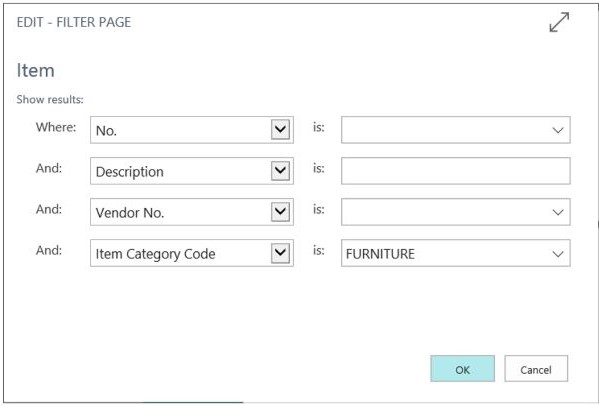 EDIT - FILTER PAGE
Item
Show results:
Where: No. is:
And: Description is:
And: Vendor No. is:
And: Item Category Code is: FURNITURE
OK Cancel